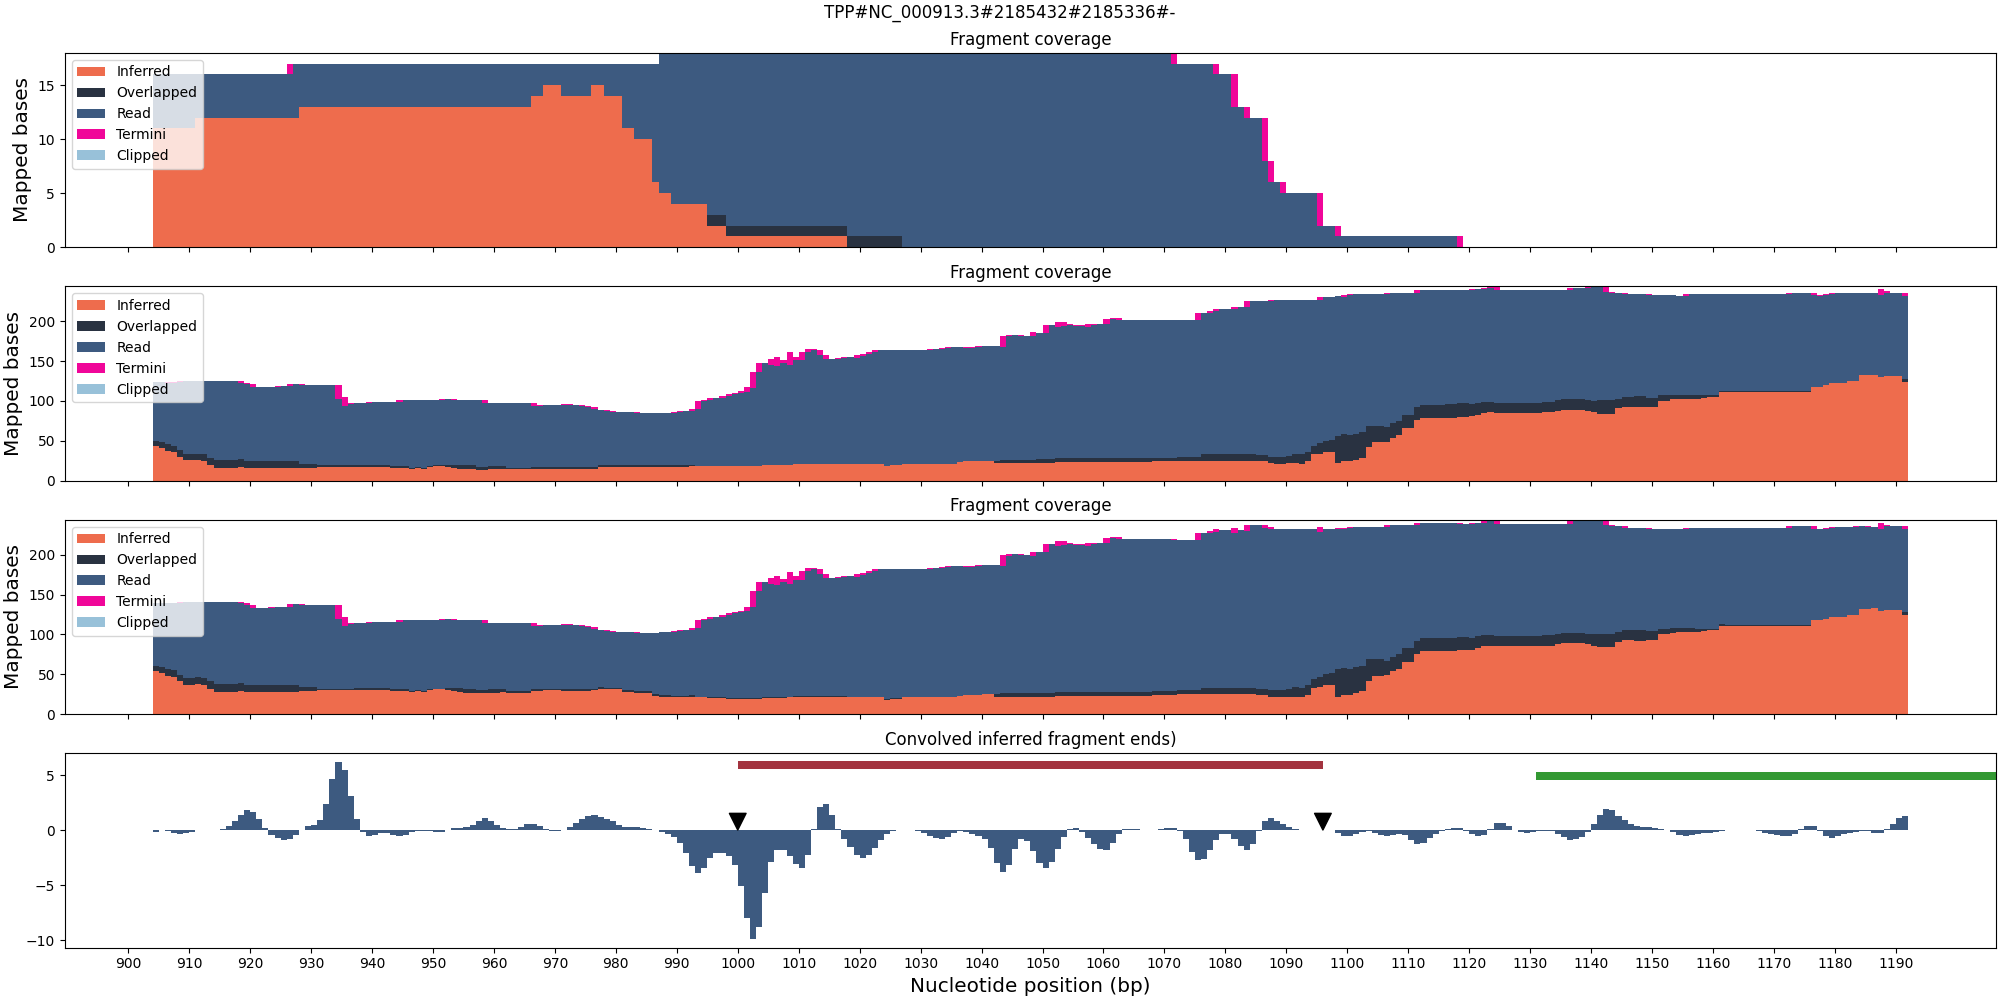 TPP#NC_000913.3#2185432#2185336#-
Fragment coverage
Mapped bases
15
10
5
0
Inferred
Overlapped
Read
Termini
Clipped
Fragment coverage
Mapped bases
200
150
100
50
0
Inferred
Overlapped
Read
Termini
Clipped
Fragment coverage
Mapped bases
200
150
100
50
0
Inferred
Overlapped
Read
Termini
Clipped
Convolved inferred fragment ends)
5
0
−5
−10
900 910 920 930 940 950 960 970 980 990 1000 1010 1020 1030 1040 1050 1060 1070 1080 1090 1100 1110 1120 1130 1140 1150 1160 1170 1180 1190
Nucleotide position (bp)